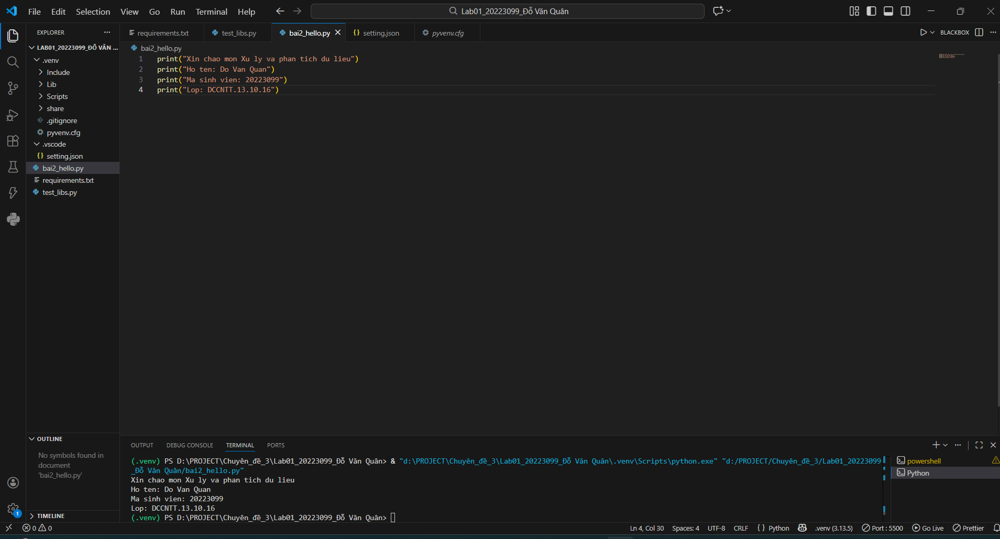 File Edit Selection View Go Run Terminal Help
Lab01_20223099_Đỗ Văn Quân
EXPLORER
LAB01_20223099_ĐỖ VĂN ...
.venv
Include
Lib
Scripts
share
.gitignore
pyvenv.cfg
.vscode
setting.json
bai2_hello.py
requirements.txt
test_libs.py
OUTLINE
No symbols found in
document
'bai2_hello.py'
TIMELINE
requirements.txt test_libs.py bai2_hello.py setting.json pyvenv.cfg
BLACKBOX
bai2_hello.py
1 print("Xin chao mon Xu ly va phan tich du lieu")
2 print("Ho ten: Do Van Quan")
3 print("Ma sinh vien: 20223099")
4 print("Lop: DCCNTT.13.10.16")
OUTPUT DEBUG CONSOLE TERMINAL PORTS
(.venv) PS D:\PROJECT\Chuyên_đề_3\Lab01_20223099_Đỗ Văn Quân> & "d:\PROJECT\Chuyên_đề_3\Lab01_20223099_Đỗ Văn Quân\.venv\Scripts\python.exe" "d:/PROJECT/Chuyên_đề_3/Lab01_20223099
_Đỗ Văn Quân/bai2_hello.py"
Xin chao mon Xu ly va phan tich du lieu
Ho ten: Do Van Quan
Ma sinh vien: 20223099
Lop: DCCNTT.13.10.16
(.venv) PS D:\PROJECT\Chuyên_đề_3\Lab01_20223099_Đỗ Văn Quân>
powershell
Python
1
0 0
Ln 4, Col 30 Spaces: 4 UTF-8 CRLF { } Python .venv (3.13.5) Port : 5500 Go Live Prettier